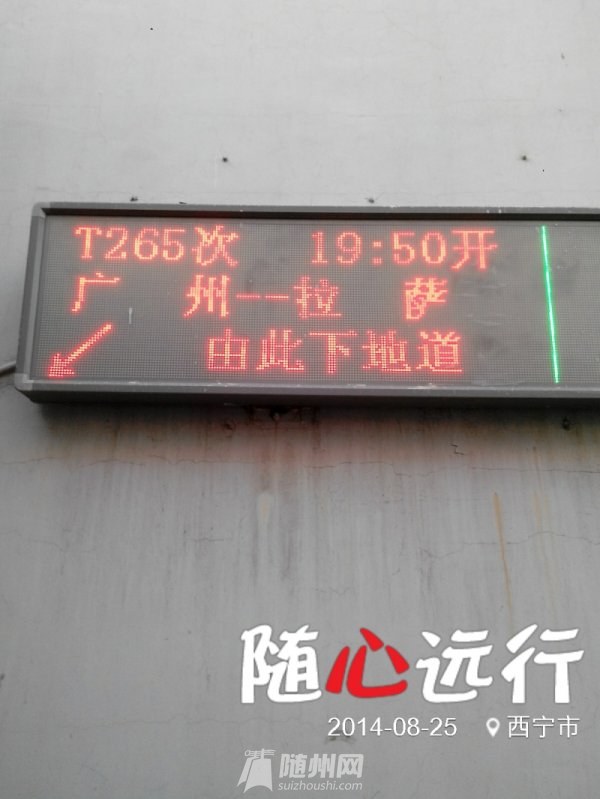 T265次 19:50开
广 州--拉 萨
由此下地道
随心远行
2014-08-25 西宁市
随州网
suizhoushi.com